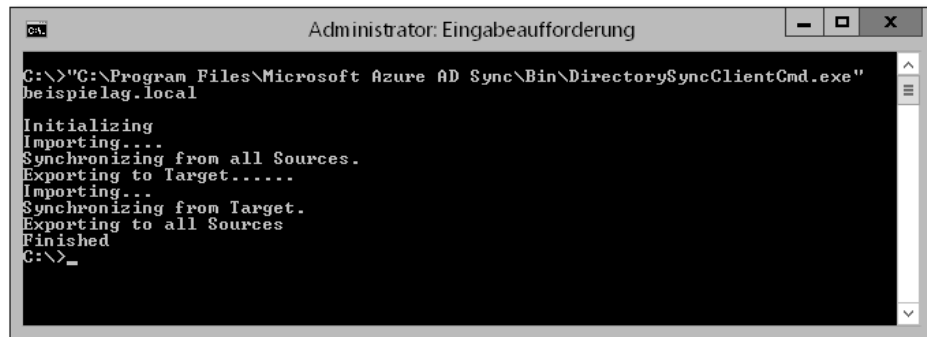 Administrator: Eingabeaufforderung
C:\>"C:\Program Files\Microsoft Azure AD Sync\Bin\DirectorySyncClientCmd.exe"
beispielag.local
Initializing
Importing....
Synchronizing from all Sources.
Exporting to Target......
Importing...
Synchronizing from Target.
Exporting to all Sources
Finished
C:\>_